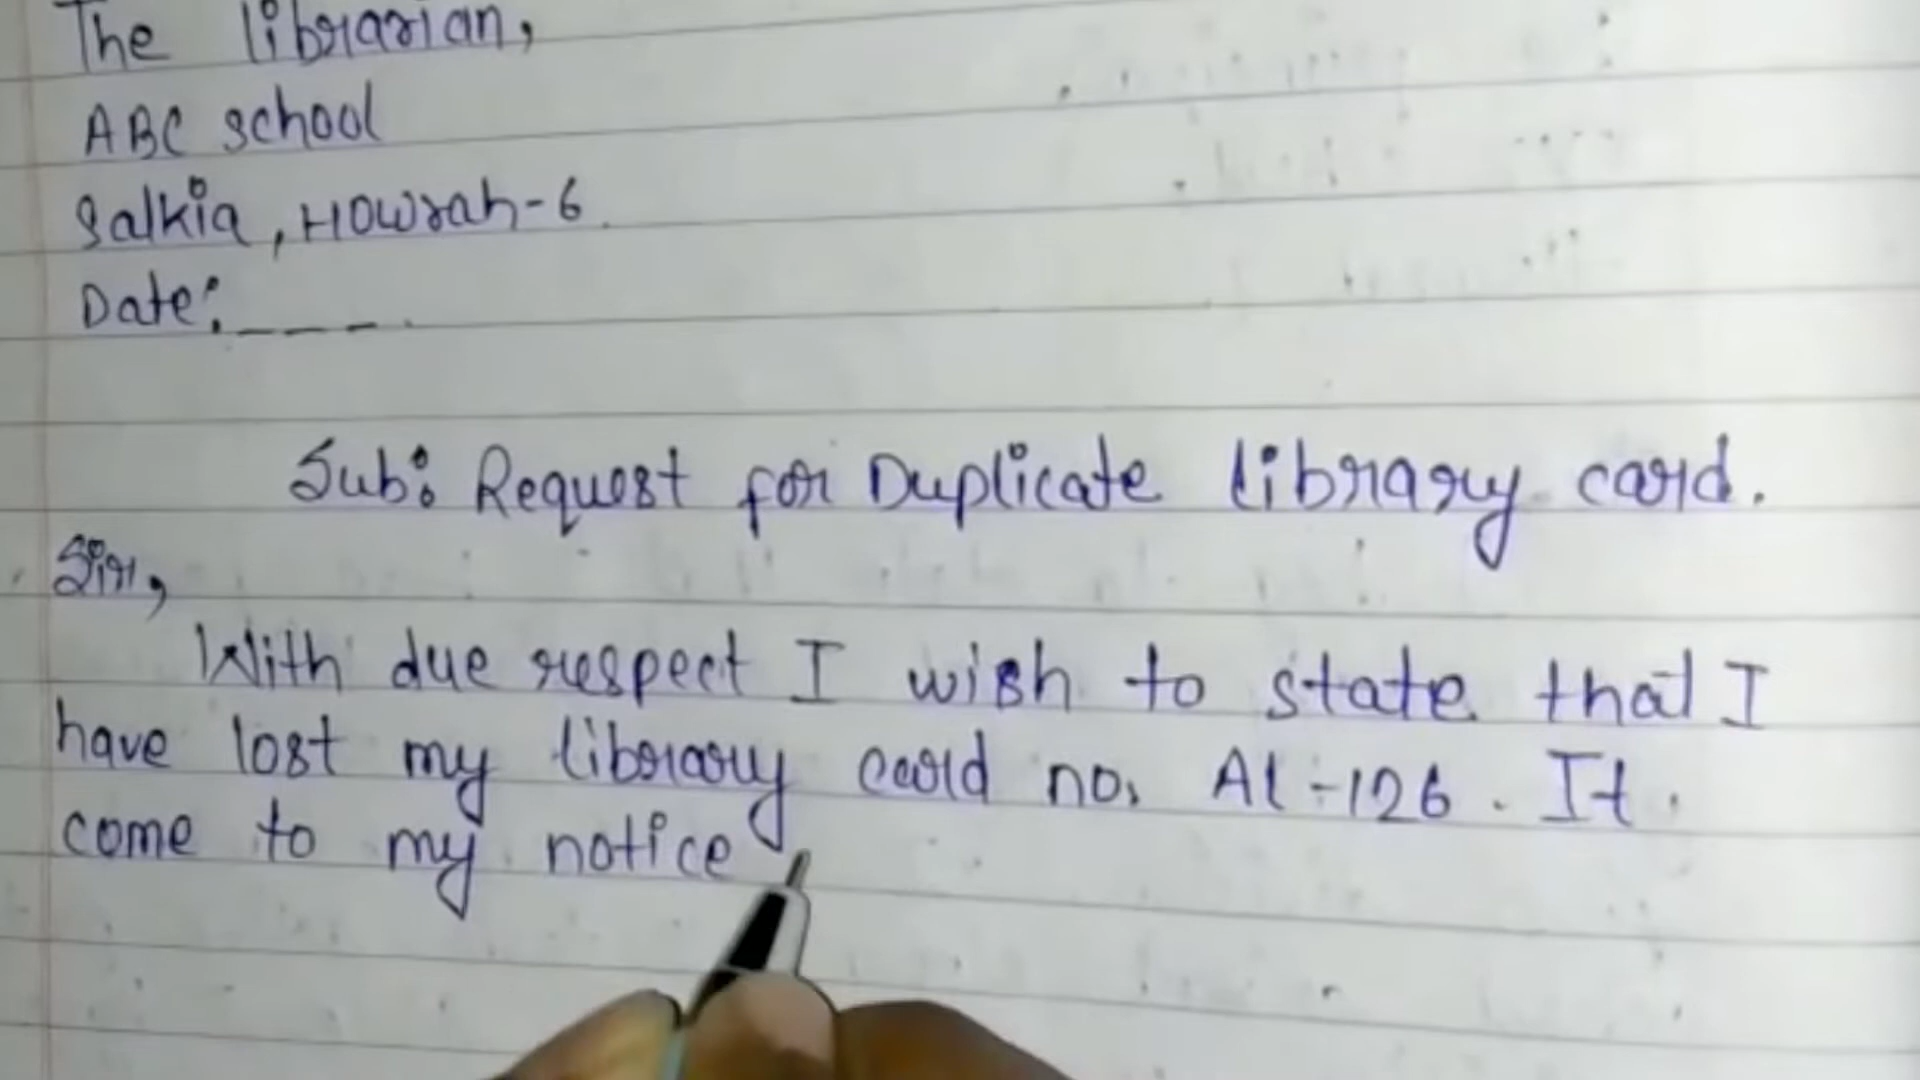 The librarian,
ABC school
Salkia, Howrah-6.
Date: ____.
Sub: Request for Duplicate library card.
Sir,
With due respect I wish to state that I
have lost my library card no. AL-126. It
come to my notice